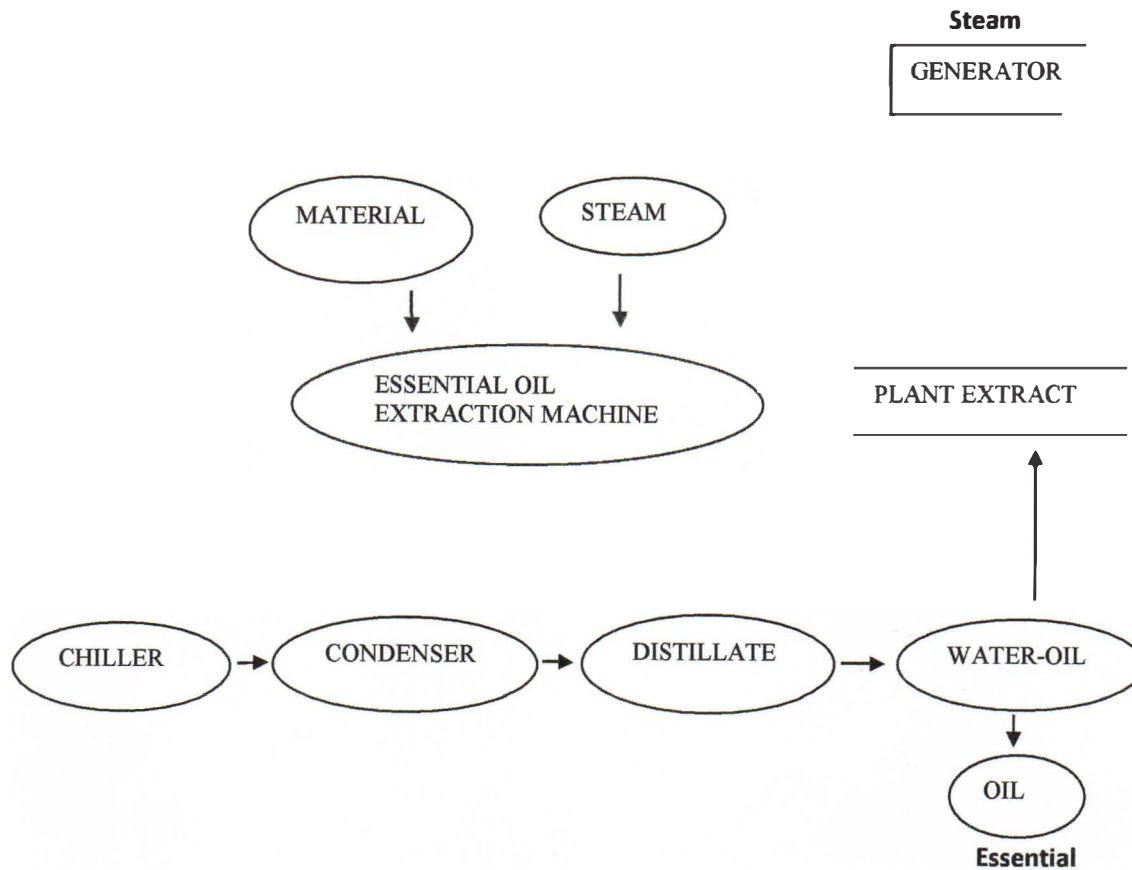 Steam
GENERATOR
MATERIAL
STEAM
ESSENTIAL OIL
EXTRACTION MACHINE
PLANT EXTRACT
CHILLER
CONDENSER
DISTILLATE
WATER-OIL
OIL
Essential